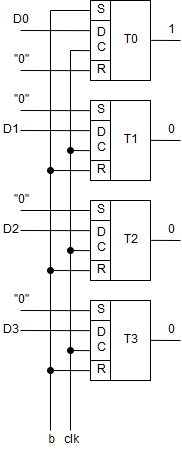 S
D0 D T0 1
C
"0" R
"0" S
D1 D T1 0
C
R
"0" S
D2 D T2 0
C
R
"0" S
D3 D T3 0
C
R
b clk